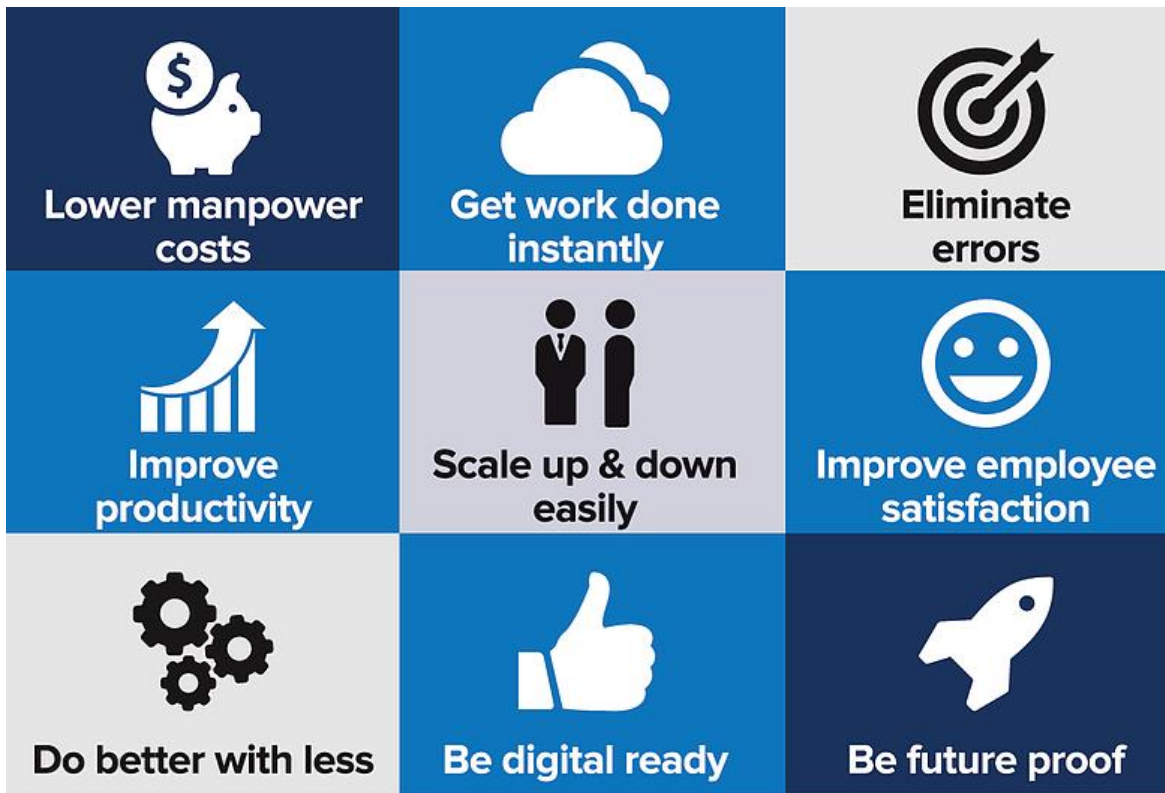 $
Lower manpower
costs
Get work done
instantly
Eliminate
errors
Improve
productivity
Scale up & down
easily
Improve employee
satisfaction
Do better with less
Be digital ready
Be future proof